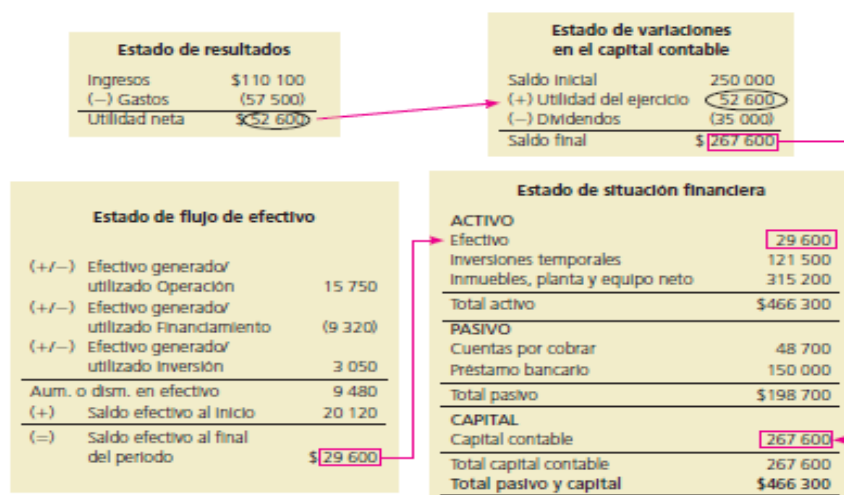 Estado de resultados
Ingresos $110 100
(—) Gastos (57 500)
Utilidad neta $ 52 600
Estado de variaciones
en el capital contable
Saldo inicial 250 000
(+) Utilidad del ejercicio 52 600
(—) Dividendos (35 000)
Saldo final $ 267 600
Estado de flujo de efectivo
(+/—) Efectivo generado/
utilizado Operación 15 750
(+/—) Efectivo generado/
utilizado Financiamiento (9 320)
(+/—) Efectivo generado/
utilizado Inversión 3 050
Aum. o dism. en efectivo 9 480
(+) Saldo efectivo al inicio 20 120
(=) Saldo efectivo al final
del periodo $ 29 600
Estado de situación financiera
ACTIVO
Efectivo 29 600
Inversiones temporales 121 500
Inmuebles, planta y equipo neto 315 200
Total activo $466 300
PASIVO
Cuentas por cobrar 48 700
Préstamo bancario 150 000
Total pasivo $198 700
CAPITAL
Capital contable 267 600
Total capital contable 267 600
Total pasivo y capital $466 300